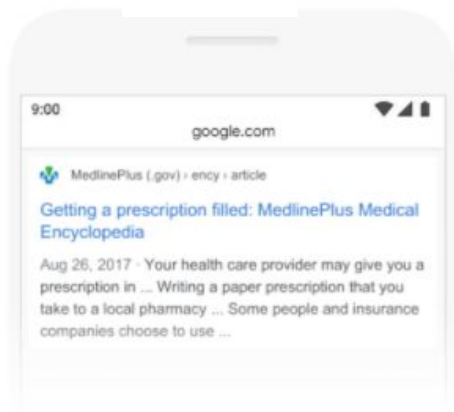 9:00
google.com
MedlinePlus (.gov) › ency › article
Getting a prescription filled: MedlinePlus Medical
Encyclopedia
Aug 26, 2017 · Your health care provider may give you a
prescription in ... Writing a paper prescription that you
take to a local pharmacy ... Some people and insurance
companies choose to use ...